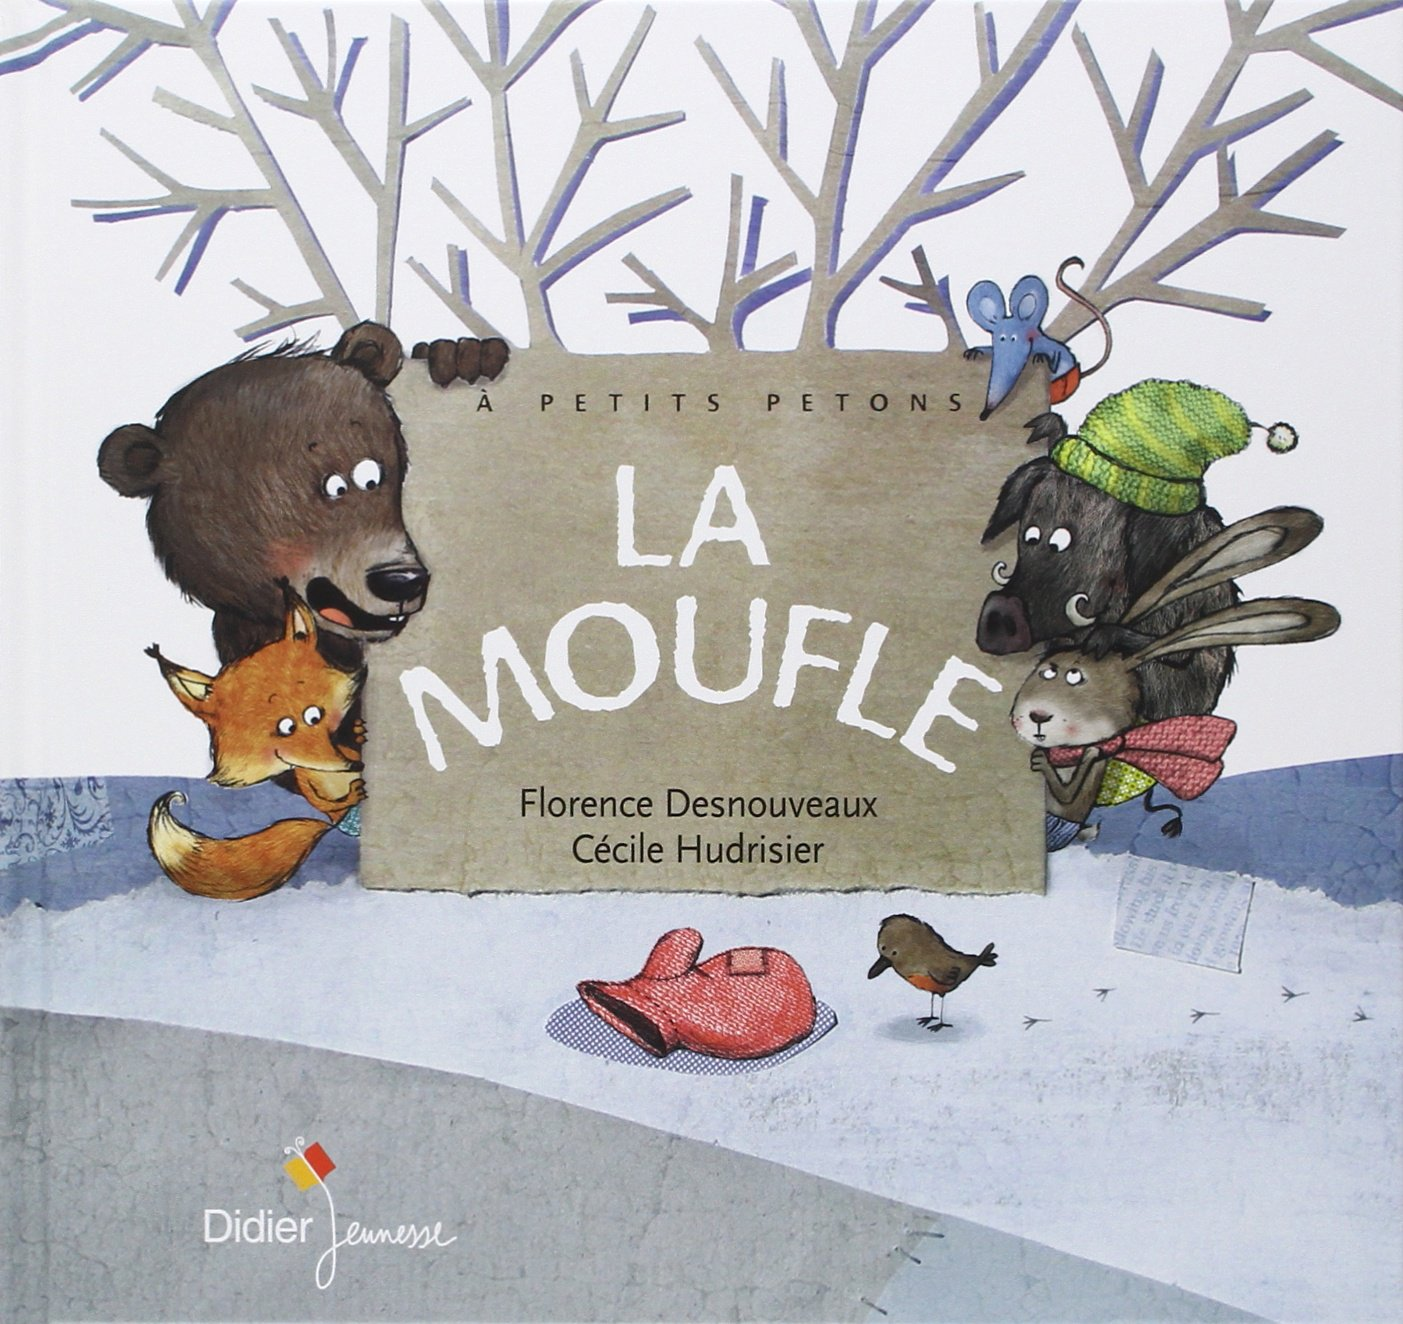 À PETITS PETONS
LA
MOUFLE
Florence Desnouveaux
Cécile Hudrisier
Didier Jeunesse